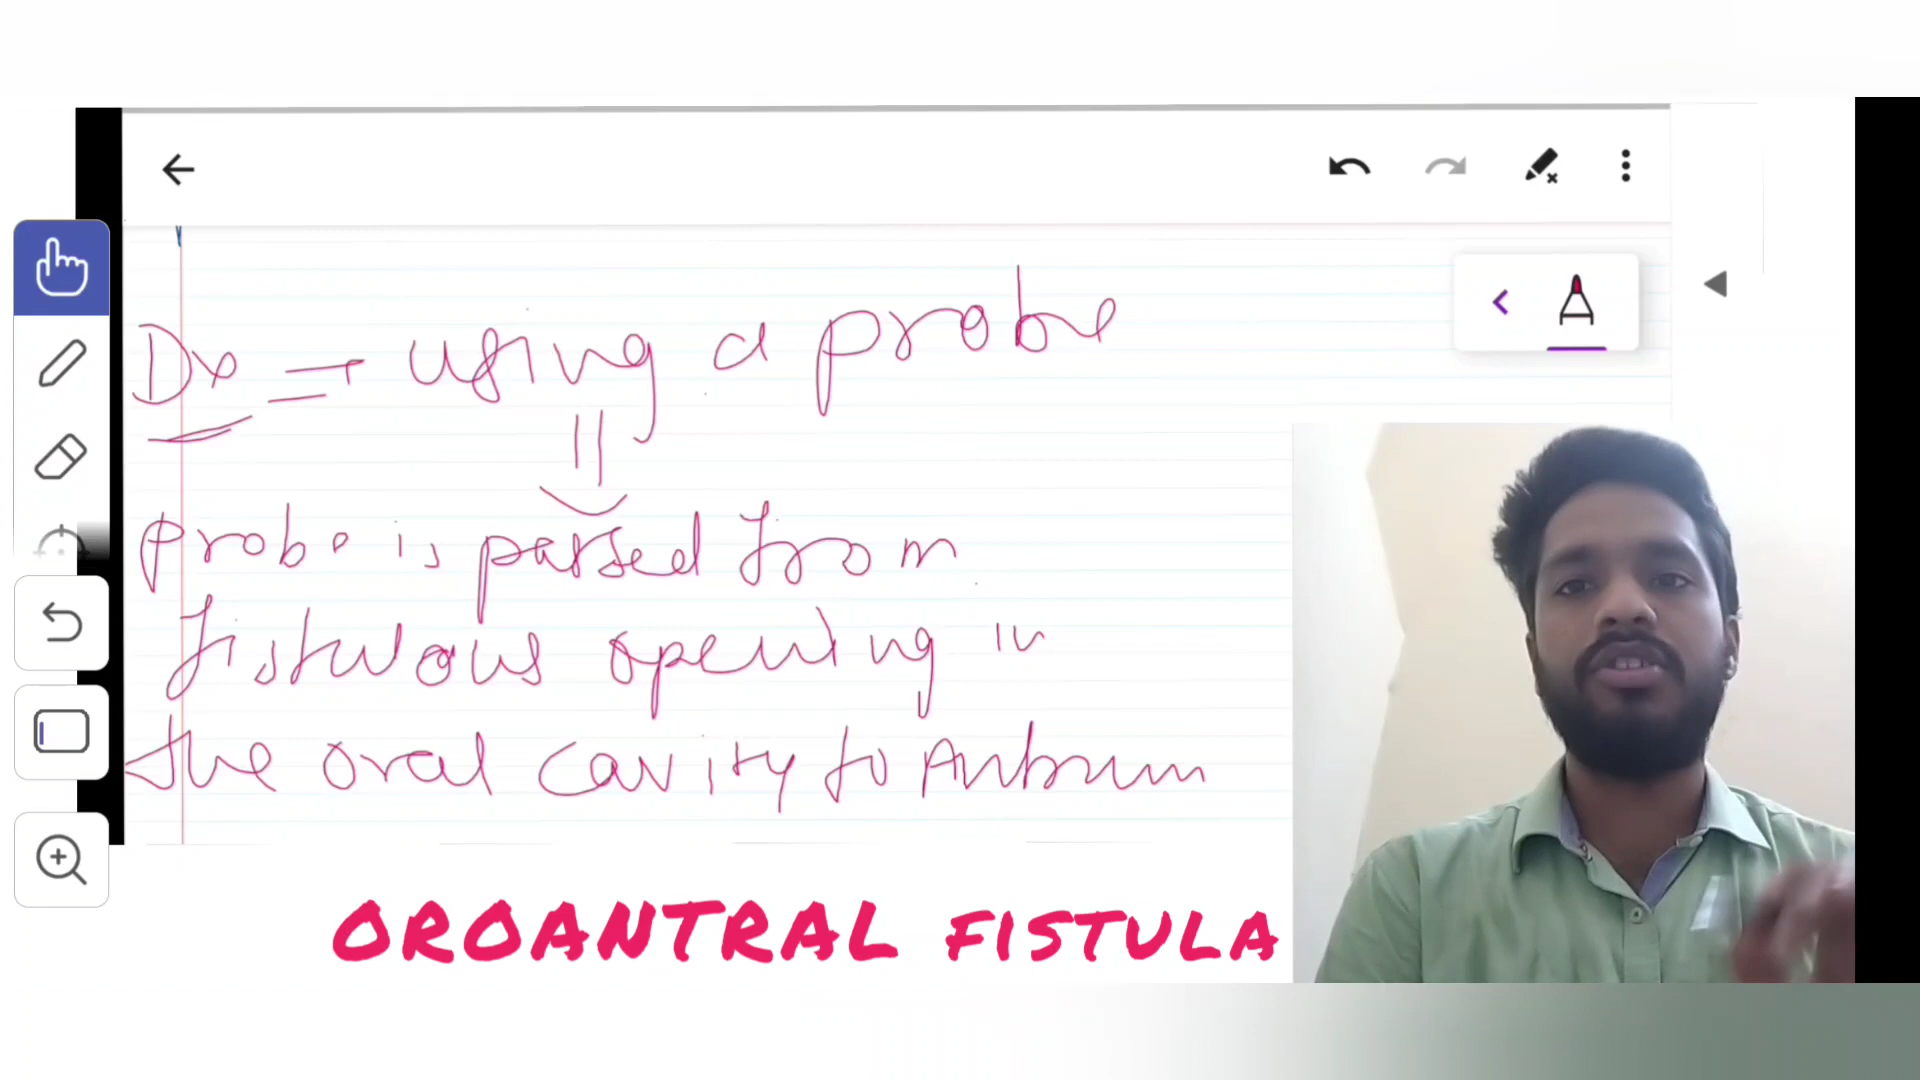 Dx = using a probe
probe is passed from
fistulous opening in
the oral cavity to Antrum
OROANTRAL FISTULA